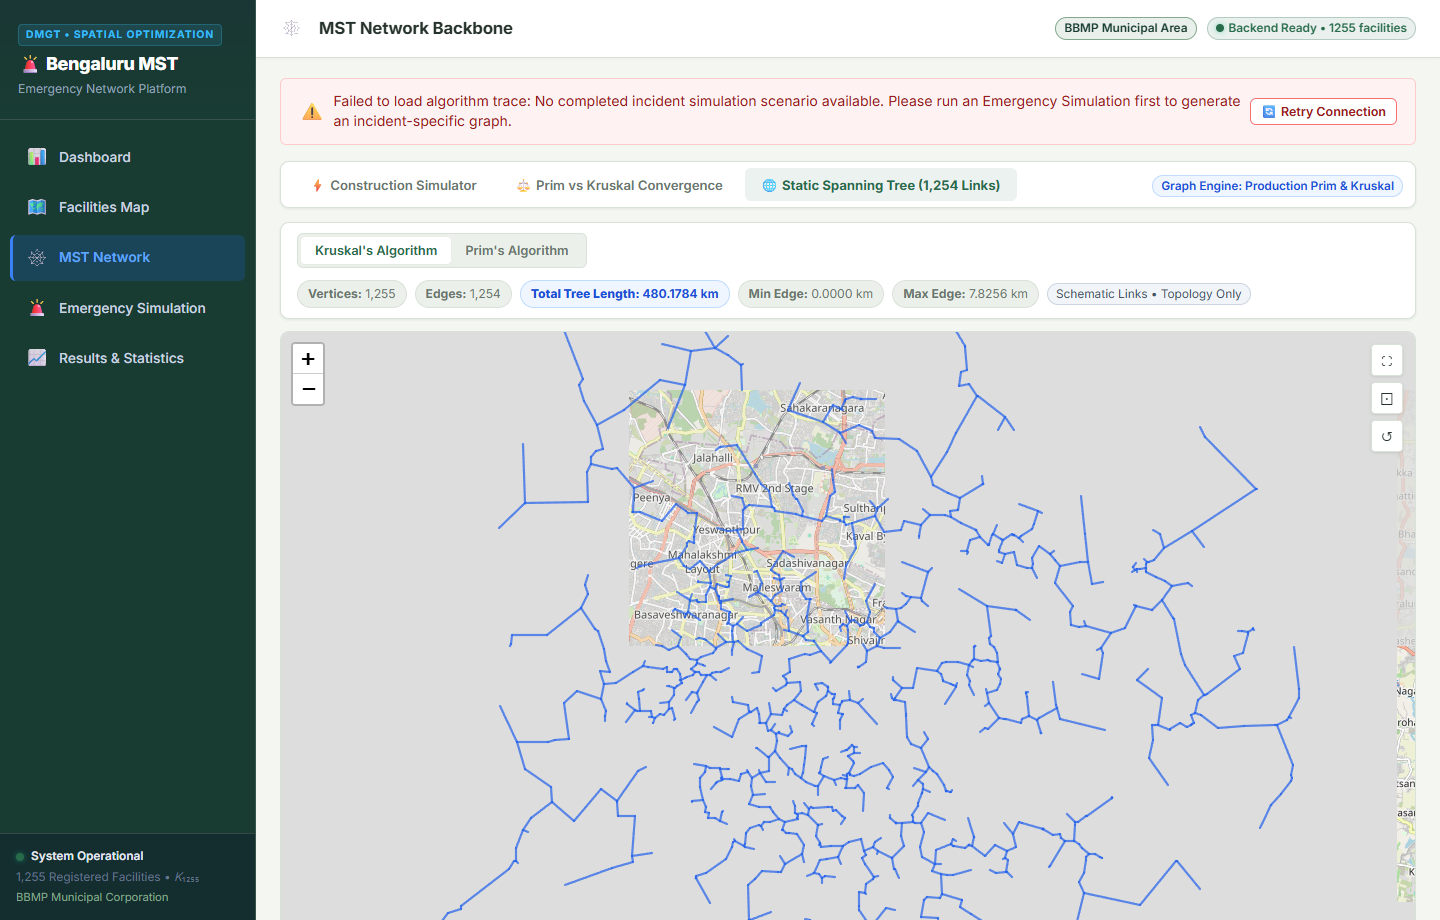 DMGT • SPATIAL OPTIMIZATION
Bengaluru MST
Emergency Network Platform
Dashboard
Facilities Map
MST Network
Emergency Simulation
Results & Statistics
System Operational
1,255 Registered Facilities • K₁₂₅₅
BBMP Municipal Corporation
MST Network Backbone
BBMP Municipal Area
Backend Ready • 1255 facilities
Failed to load algorithm trace: No completed incident simulation scenario available. Please run an Emergency Simulation first to generate
an incident-specific graph.
Retry Connection
Construction Simulator
Prim vs Kruskal Convergence
Static Spanning Tree (1,254 Links)
Graph Engine: Production Prim & Kruskal
Kruskal's Algorithm
Prim's Algorithm
Vertices: 1,255
Edges: 1,254
Total Tree Length: 480.1784 km
Min Edge: 0.0000 km
Max Edge: 7.8256 km
Schematic Links • Topology Only
+
−
Sahakaranagara
Jalahalli
RMV 2nd Stage
Peenya
Yeswanthpur
Kaval
Mahalakshmi
Layout
gere
Sadashivanagar
Malleswaram
Basaveshwaranagar
Vasanth Nagar